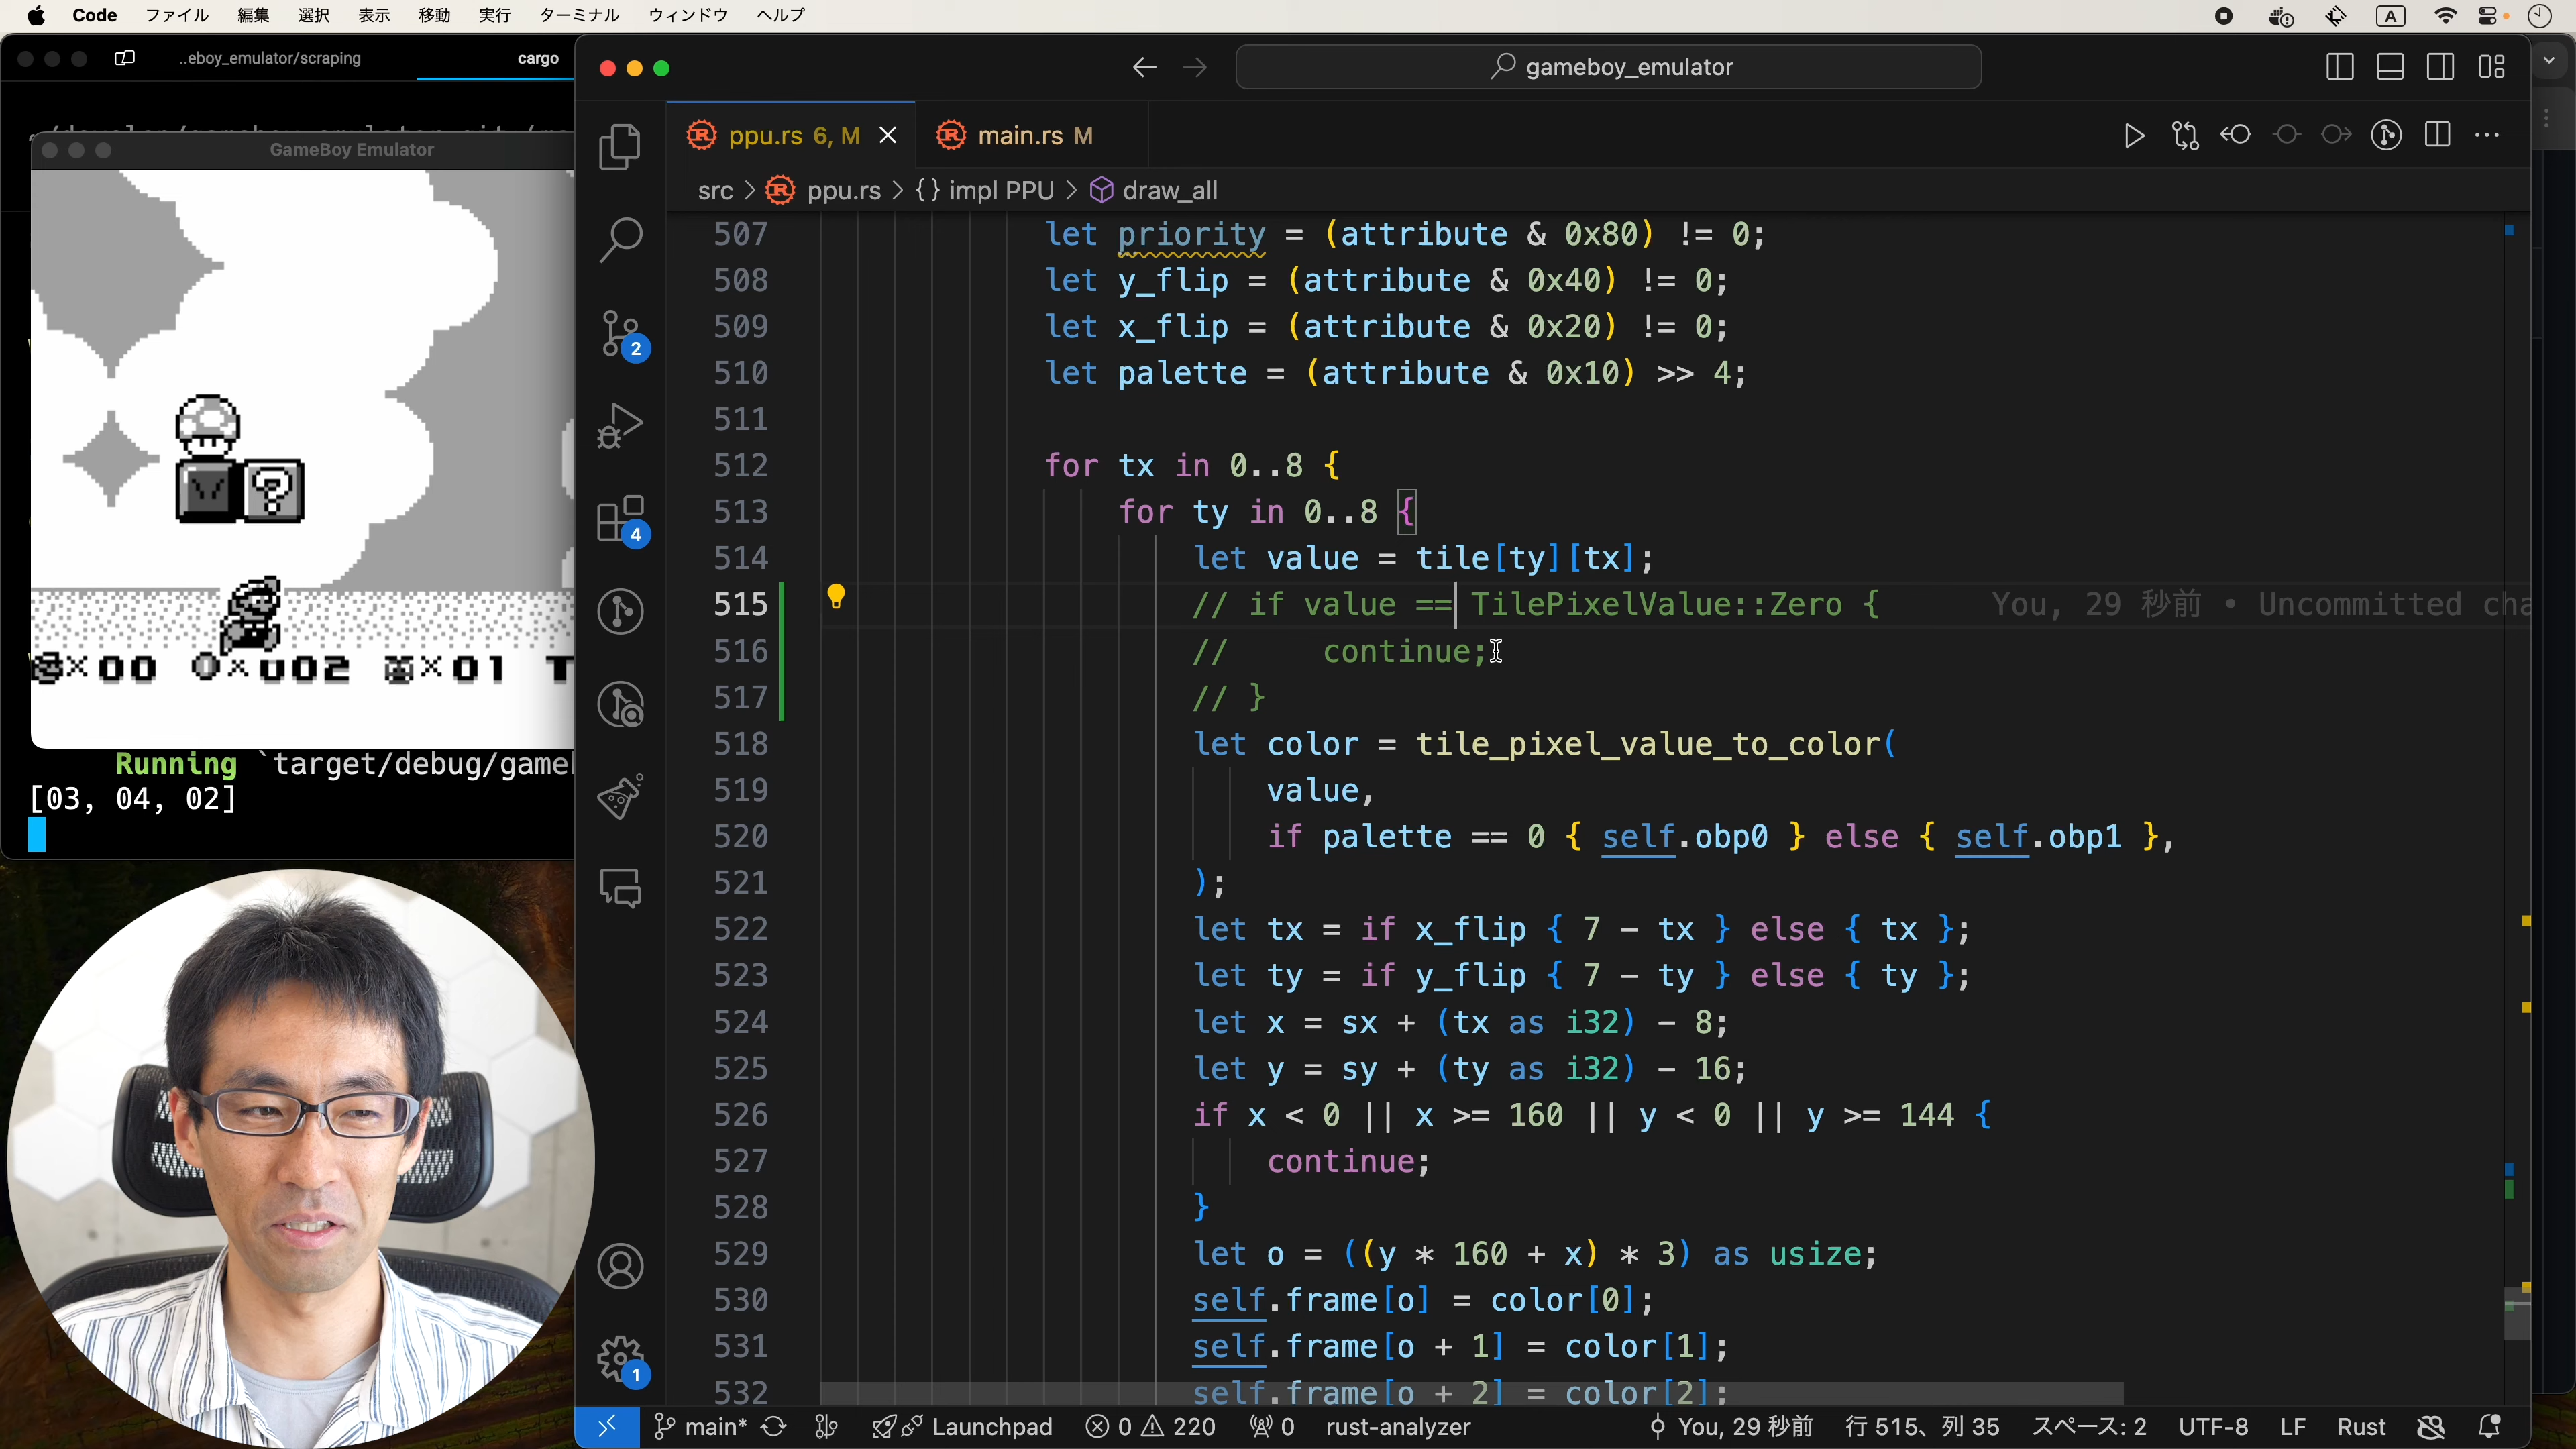 Code ファイル 編集 選択 表示 移動 実行 ターミナル ウィンドウ ヘルプ A
..eboy_emulator/scraping cargo
gameboy_emulator
GameBoy Emulator
×00 ×002 ×01 T
Running `target/debug/game
[03, 04, 02]
ppu.rs 6, M main.rs M
src > ppu.rs > {} impl PPU > draw_all
507 let priority = (attribute & 0x80) != 0;
508 let y_flip = (attribute & 0x40) != 0;
509 let x_flip = (attribute & 0x20) != 0;
510 let palette = (attribute & 0x10) >> 4;
511
512 for tx in 0..8 {
513 for ty in 0..8 {
514 let value = tile[ty][tx];
515 // if value == TilePixelValue::Zero { You, 29 秒前 • Uncommitted cha
516 // continue;
517 // }
518 let color = tile_pixel_value_to_color(
519 value,
520 if palette == 0 { self.obp0 } else { self.obp1 },
521 );
522 let tx = if x_flip { 7 - tx } else { tx };
523 let ty = if y_flip { 7 - ty } else { ty };
524 let x = sx + (tx as i32) - 8;
525 let y = sy + (ty as i32) - 16;
526 if x < 0 || x >= 160 || y < 0 || y >= 144 {
527 continue;
528 }
529 let o = ((y * 160 + x) * 3) as usize;
530 self.frame[o] = color[0];
531 self.frame[o + 1] = color[1];
532 self.frame[o + 2] = color[2];
2
4
1
main* Launchpad 0 220 0 rust-analyzer You, 29 秒前 行 515、列 35 スペース: 2 UTF-8 LF Rust